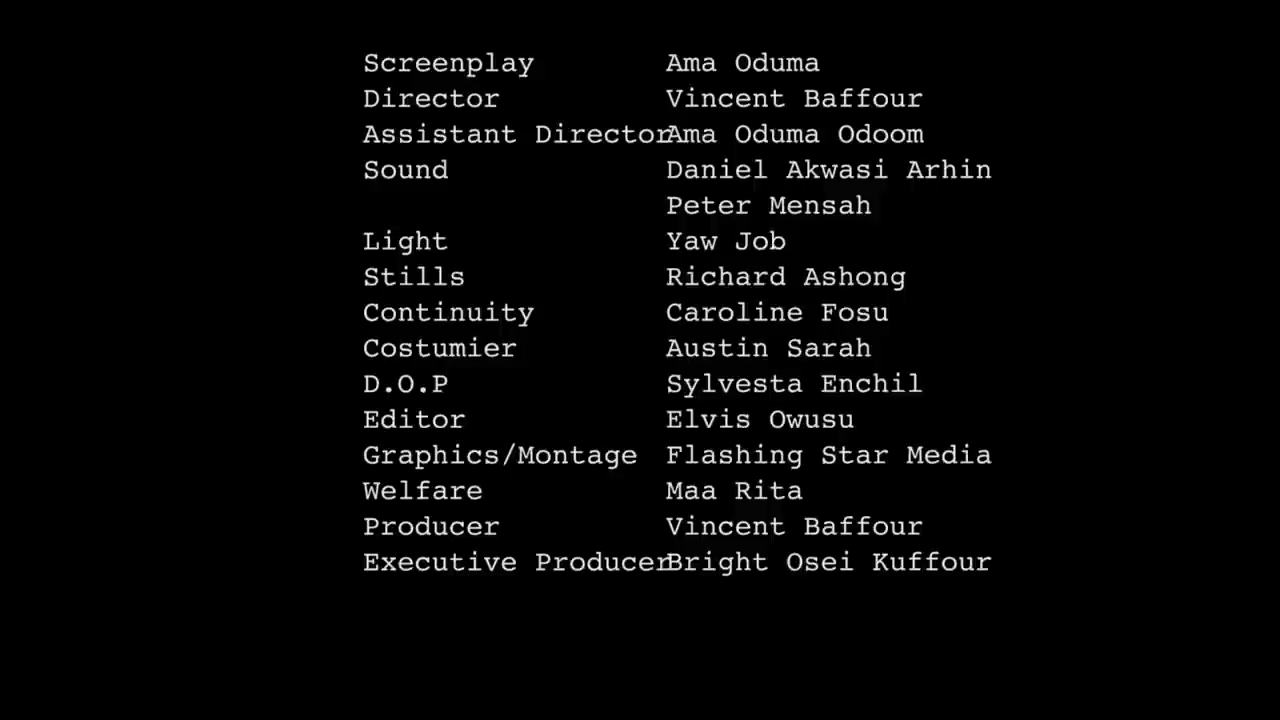 Screenplay Ama Oduma
Director Vincent Baffour
Assistant Director Ama Oduma Odoom
Sound Daniel Akwasi Arhin
Peter Mensah
Light Yaw Job
Stills Richard Ashong
Continuity Caroline Fosu
Costumier Austin Sarah
D.O.P Sylvesta Enchil
Editor Elvis Owusu
Graphics/Montage Flashing Star Media
Welfare Maa Rita
Producer Vincent Baffour
Executive Producer Bright Osei Kuffour